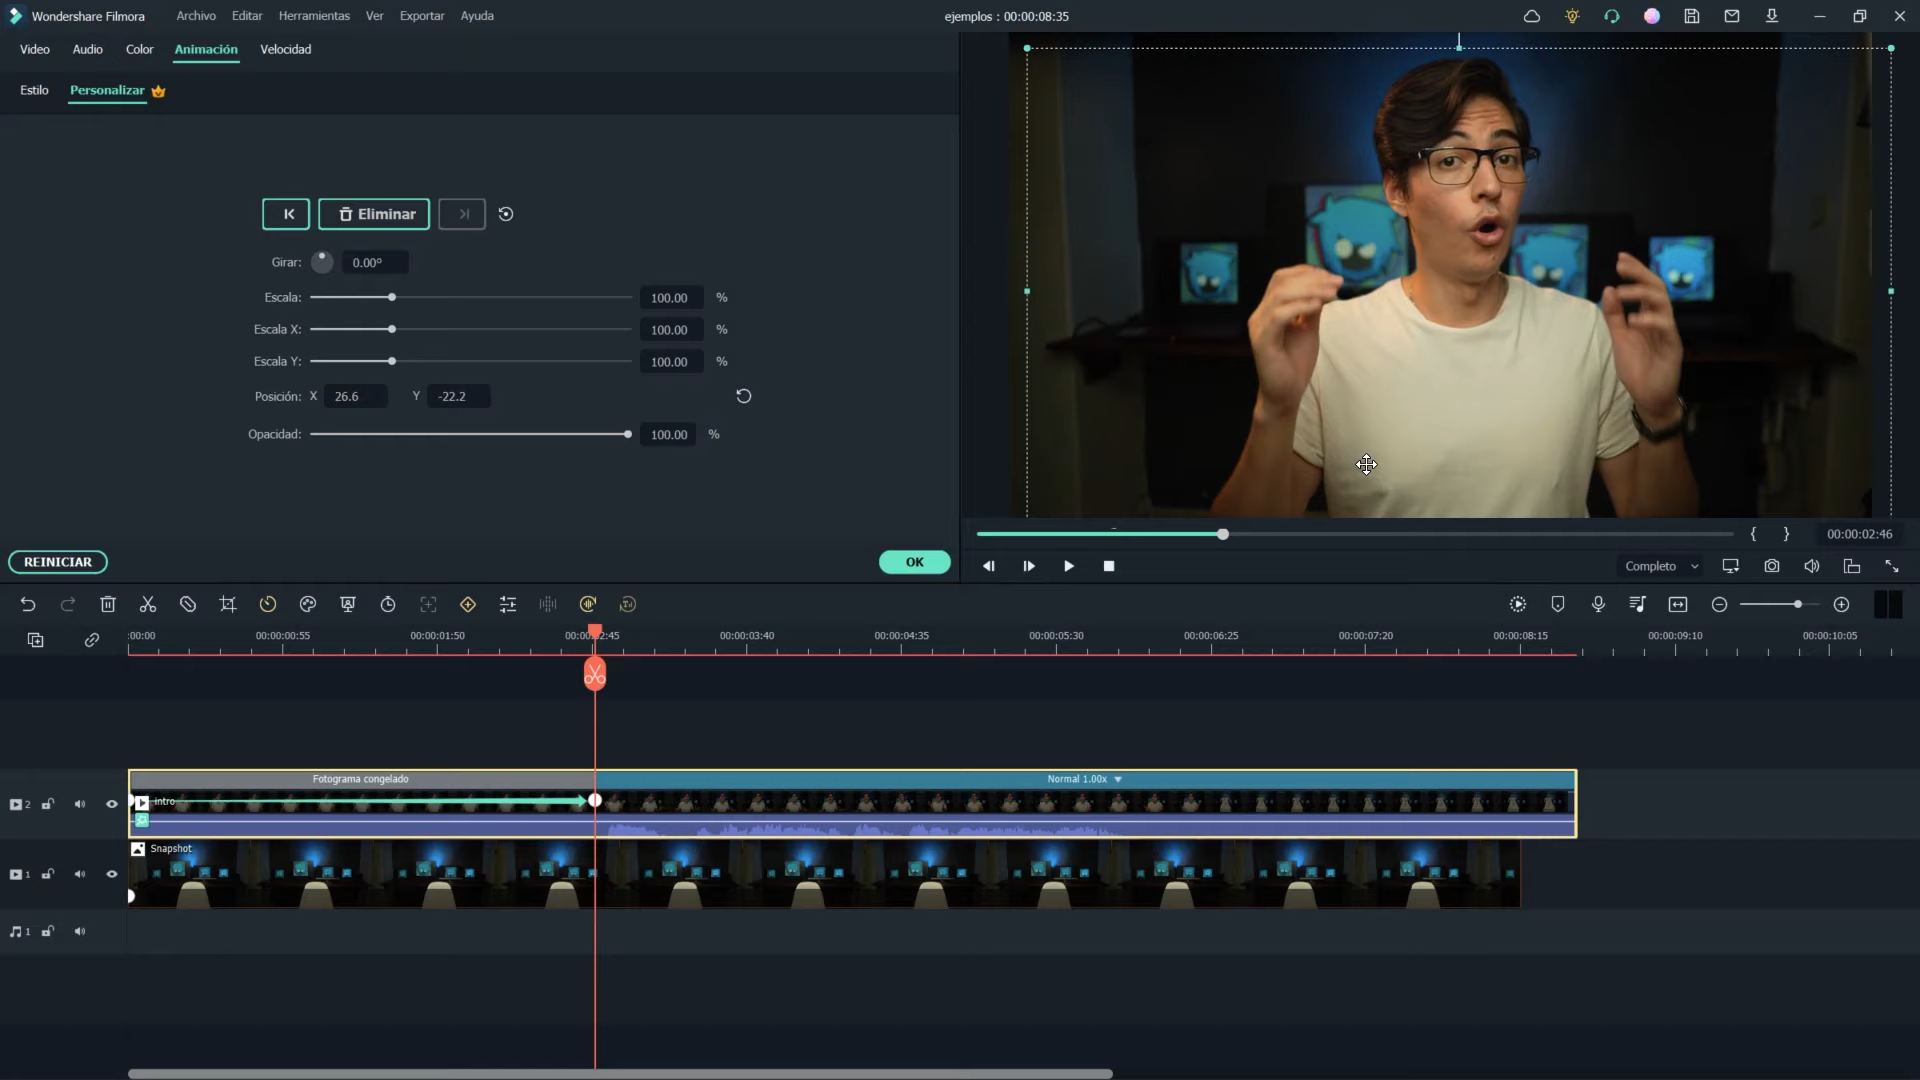 Wondershare Filmora Archivo Editar Herramientas Ver Exportar Ayuda ejemplos : 00:00:08:35
Video Audio Color Animación Velocidad
Estilo Personalizar
Eliminar
Girar: 0.00º
Escala: 100.00 %
Escala X: 100.00 %
Escala Y: 100.00 %
Posición: X 26.6 Y -22.2
Opacidad: 100.00 %
{ } 00:00:02:46
REINICIAR OK
Completo
:00:00 00:00:00:55 00:00:01:50 00:00:02:45 00:00:03:40 00:00:04:35 00:00:05:30 00:00:06:25 00:00:07:20 00:00:08:15 00:00:09:10 00:00:10:05
Fotograma congelado Normal 1.00x
2 intro
Snapshot
1
1